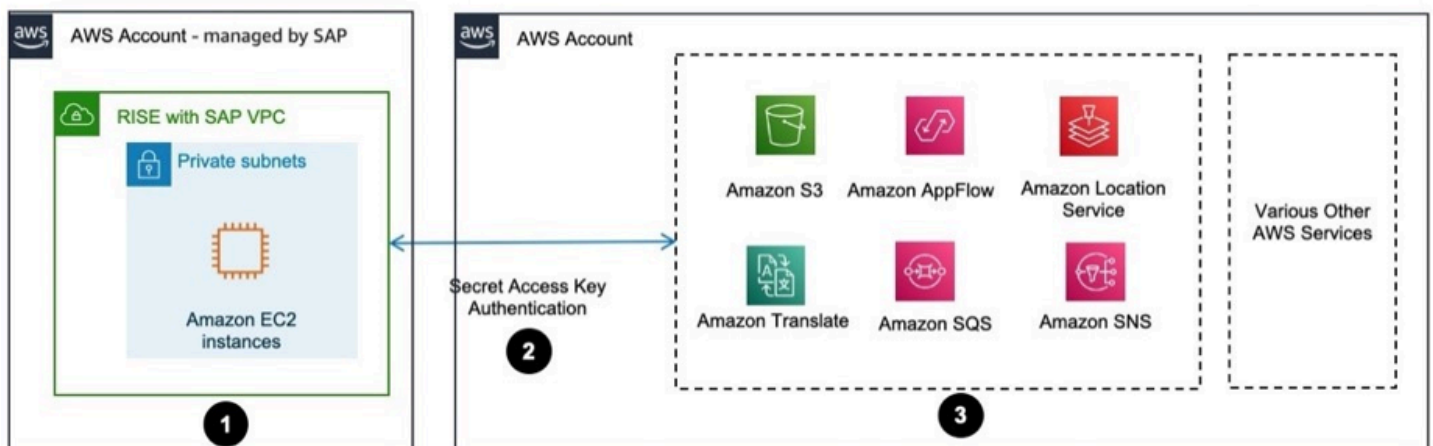 aws
AWS Account - managed by SAP
RISE with SAP VPC
Private subnets
Amazon EC2
instances
1
Secret Access Key
Authentication
2
aws
AWS Account
Amazon S3
Amazon AppFlow
Amazon Location
Service
Amazon Translate
Amazon SQS
Amazon SNS
3
Various Other
AWS Services